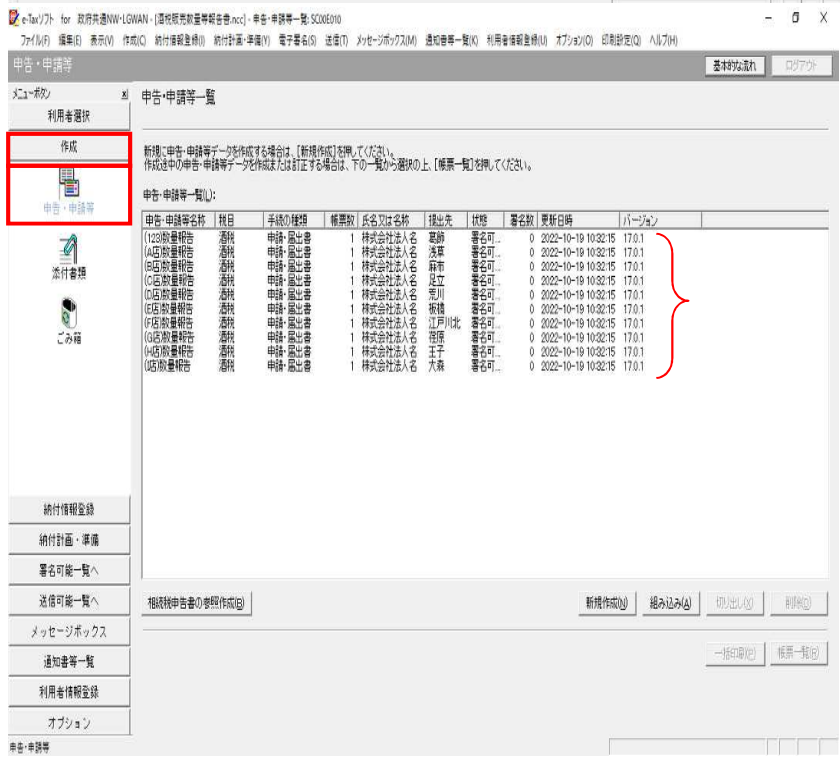 e-Taxソフト for 政府共通NW・LGWAN - [酒税販売数量等報告書.ncc] - 申告・申請等一覧: SC00E010
ファイル(F) 編集(E) 表示(V) 作成(C) 納付情報登録(I) 納付計画・準備(Y) 電子署名(S) 送信(T) メッセージボックス(M) 通知書等一覧(K) 利用者情報登録(U) オプション(O) 印刷設定(Q) ヘルプ(H)
申告・申請等 基本的な流れ ログアウト
メニューボタン x
利用者選択
作成
申告・申請等
添付書類
ごみ箱
納付情報登録
納付計画・準備
署名可能一覧へ
送信可能一覧へ
メッセージボックス
通知書等一覧
利用者情報登録
オプション
申告・申請等一覧
新規に申告・申請等データを作成する場合は、[新規作成]を押してください。
作成途中の申告・申請等データを作成または訂正する場合は、下の一覧から選択の上、[帳票一覧]を押してください。
申告・申請等一覧(L):
申告・申請等名称 税目 手続の種類 帳票数 氏名又は名称 提出先 状態 署名数 更新日時 バージョン
(123)数量報告 酒税 申請・届出書 1 株式会社法人名 葛飾 署名可... 0 2022-10-19 10:32:15 17.0.1
(A店)数量報告 酒税 申請・届出書 1 株式会社法人名 浅草 署名可... 0 2022-10-19 10:32:15 17.0.1
(B店)数量報告 酒税 申請・届出書 1 株式会社法人名 麻布 署名可... 0 2022-10-19 10:32:15 17.0.1
(C店)数量報告 酒税 申請・届出書 1 株式会社法人名 足立 署名可... 0 2022-10-19 10:32:15 17.0.1
(D店)数量報告 酒税 申請・届出書 1 株式会社法人名 荒川 署名可... 0 2022-10-19 10:32:15 17.0.1
(E店)数量報告 酒税 申請・届出書 1 株式会社法人名 板橋 署名可... 0 2022-10-19 10:32:15 17.0.1
(F店)数量報告 酒税 申請・届出書 1 株式会社法人名 江戸川北 署名可... 0 2022-10-19 10:32:15 17.0.1
(G店)数量報告 酒税 申請・届出書 1 株式会社法人名 荏原 署名可... 0 2022-10-19 10:32:15 17.0.1
(H店)数量報告 酒税 申請・届出書 1 株式会社法人名 王子 署名可... 0 2022-10-19 10:32:15 17.0.1
(I店)数量報告 酒税 申請・届出書 1 株式会社法人名 大森 署名可... 0 2022-10-19 10:32:15 17.0.1
相続税申告書の参照作成(B) 新規作成(N) 組み込み(A) 切り出し(X) 削除(D)
一括印刷(P) 帳票一覧(R)
申告・申請等